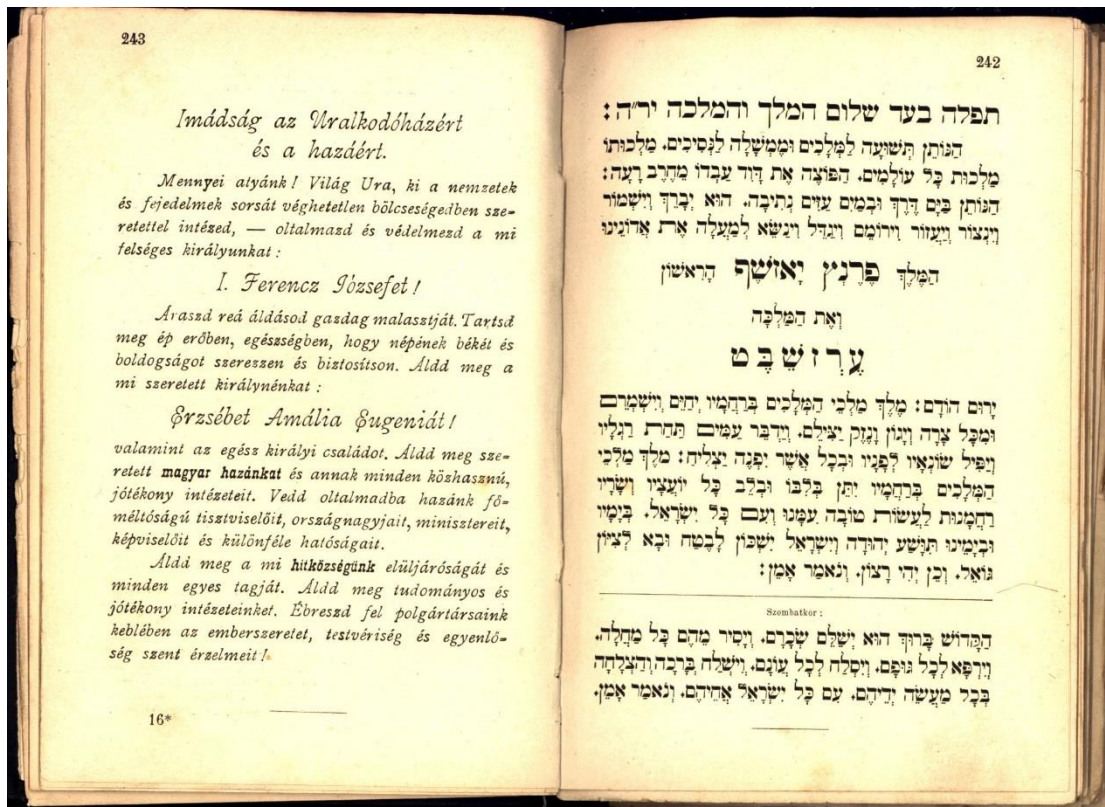 242
תפלה בעד שלום המלך והמלכה יר״ה:
הַנּוֹתֵן תְּשׁוּעָה לַמְּלָכִים וּמֶמְשָׁלָה לַנְּסִיכִים. מַלְכוּתוֹ
מַלְכוּת כָּל עוֹלָמִים. הַפּוֹצֶה אֶת דָּוִד עַבְדּוֹ מֵחֶרֶב רָעָה:
הַנּוֹתֵן בַּיָּם דֶּרֶךְ וּבְמַיִם עַזִּים נְתִיבָה. הוּא יְבָרֵךְ וְיִשְׁמוֹר
וְיִנְצוֹר וְיַעֲזוֹר וִירוֹמֵם וִיגַדֵּל וִינַשֵּׂא לְמַעְלָה אֶת אֲדוֹנֵינוּ
הַמֶּלֶךְ פְרַנְץ יָאזשֶׁף הָרִאשׁוֹן
וְאֶת הַמַּלְכָּה
עֶרְזשֵׁבֶּט
יָרוּם הוֹדָם: מֶלֶךְ מַלְכֵי הַמְּלָכִים בְּרַחֲמָיו יְחַיֵּם וְיִשְׁמְרֵם
וּמִכָּל צָרָה וְיָגוֹן וָנֶזֶק יַצִּילֵם. וְיַדְבֵּר עַמִּים תַּחַת רַגְלָיו
וְיַפִּיל שׂוֹנְאָיו לְפָנָיו וּבְכָל אֲשֶׁר יִפְנֶה יַצְלִיחַ: מֶלֶךְ מַלְכֵי
הַמְּלָכִים בְּרַחֲמָיו יִתֵּן בְּלִבּוֹ וּבְלֵב כָּל יוֹעֲצָיו וְשָׂרָיו
רַחֲמָנוּת לַעֲשׂוֹת טוֹבָה עִמָּנוּ וְעִם כָּל יִשְׂרָאֵל. בְּיָמָיו
וּבְיָמֵינוּ תִּוָּשַׁע יְהוּדָה וְיִשְׂרָאֵל יִשְׁכּוֹן לָבֶטַח וּבָא לְצִיּוֹן
גּוֹאֵל. וְכֵן יְהִי רָצוֹן. וְנֹאמַר אָמֵן:
Szombatkor:
הַקָּדוֹשׁ בָּרוּךְ הוּא יְשַׁלֵּם שְׂכָרָם. וְיָסִיר מֵהֶם כָּל מַחֲלָה.
וְיִרְפָּא לְכָל גּוּפָם. וְיִסְלַח לְכָל עֲוֹנָם. וְיִשְׁלַח בְּרָכָה וְהַצְלָחָה
בְּכָל מַעֲשֵׂה יְדֵיהֶם. עִם כָּל יִשְׂרָאֵל אֲחֵיהֶם. וְנֹאמַר אָמֵן.
243
Imádság az Uralkodóházért
és a hazáért.
Mennyei atyánk! Világ Ura, ki a nemzetek
és fejedelmek sorsát véghetetlen bölcseségedben sze-
retettel intézed, — oltalmazd és védelmezd a mi
felséges királyunkat:
I. Ferencz Józsefet!
Áraszd reá áldásod gazdag malasztját. Tartsd
meg ép erőben, egészségben, hogy népének békét és
boldogságot szerezzen és biztosítson. Áldd meg a
mi szeretett királynénkat:
Erzsébet Amália Eugeniát!
valamint az egész királyi családot. Áldd meg sze-
retett magyar hazánkat és annak minden közhasznú,
jótékony intézeteit. Vedd oltalmadba hazánk fő-
méltóságú tisztviselőit, országnagyjait, minisztereit,
képviselőit és különféle hatóságait.
Áldd meg a mi hitközségünk elüljáróságát és
minden egyes tagját. Áldd meg tudományos és
jótékony intézeteinket. Ébreszd fel polgártársaink
keblében az emberszeretet, testvériség és egyenlő-
ség szent érzelmeit!
16*